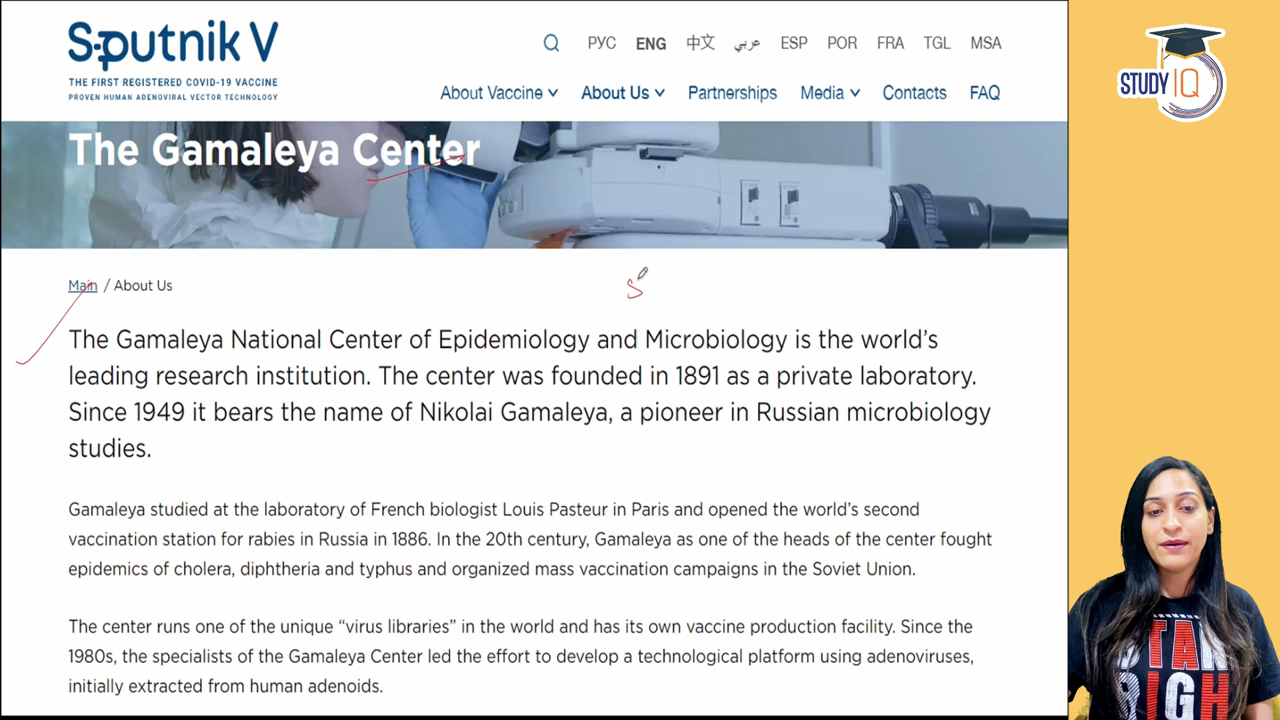 Sputnik V
THE FIRST REGISTERED COVID-19 VACCINE
PROVEN HUMAN ADENOVIRAL VECTOR TECHNOLOGY
РУС ENG 中文 عربي ESP POR FRA TGL MSA
About Vaccine About Us Partnerships Media Contacts FAQ
STUDY IQ
The Gamaleya Center
Main / About Us
S
The Gamaleya National Center of Epidemiology and Microbiology is the world's
leading research institution. The center was founded in 1891 as a private laboratory.
Since 1949 it bears the name of Nikolai Gamaleya, a pioneer in Russian microbiology
studies.
Gamaleya studied at the laboratory of French biologist Louis Pasteur in Paris and opened the world's second
vaccination station for rabies in Russia in 1886. In the 20th century, Gamaleya as one of the heads of the center fought
epidemics of cholera, diphtheria and typhus and organized mass vaccination campaigns in the Soviet Union.
The center runs one of the unique “virus libraries” in the world and has its own vaccine production facility. Since the
1980s, the specialists of the Gamaleya Center led the effort to develop a technological platform using adenoviruses,
initially extracted from human adenoids.